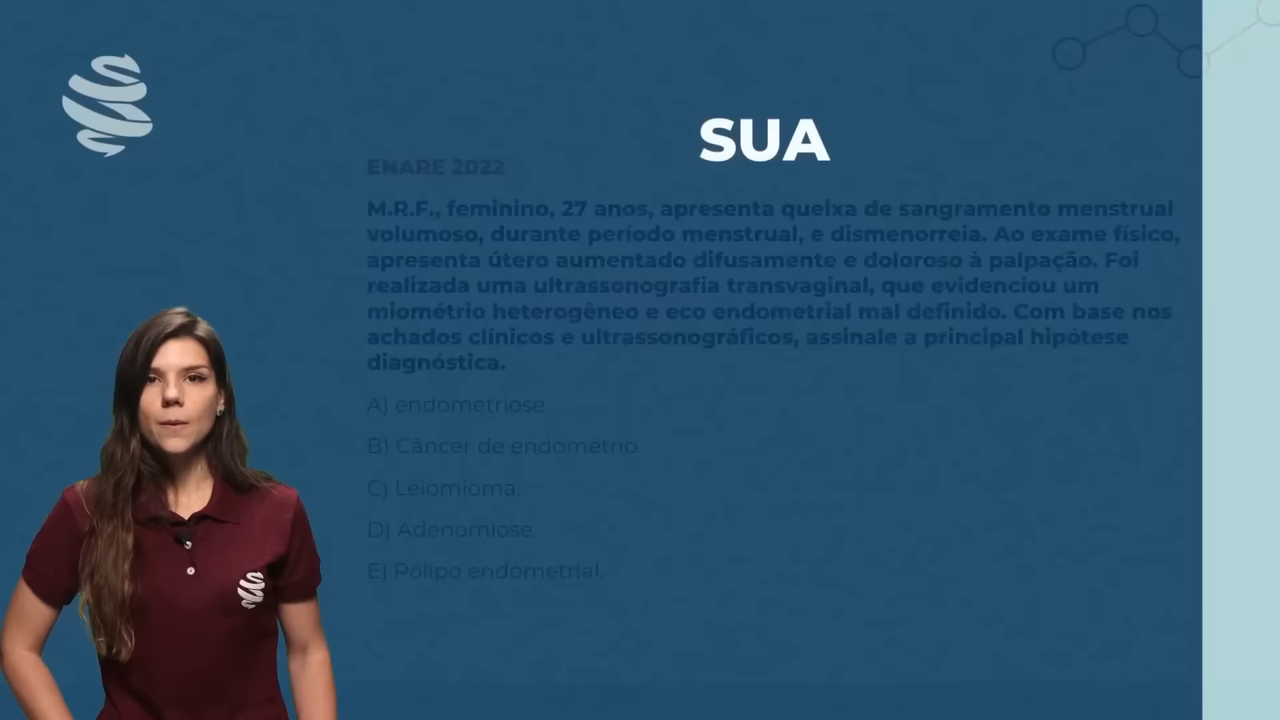 SUA
ENARE 2022
M.R.F., feminino, 27 anos, apresenta queixa de sangramento menstrual
volumoso, durante período menstrual, e dismenorreia. Ao exame físico,
apresenta útero aumentado difusamente e doloroso à palpação. Foi
realizada uma ultrassonografia transvaginal, que evidenciou um
miométrio heterogêneo e eco endometrial mal definido. Com base nos
achados clínicos e ultrassonográficos, assinale a principal hipótese
diagnóstica.
A) endometriose
B) Câncer de endometrio
C) Leiomioma.
D) Adenomiose
E) Polipo endometrial.